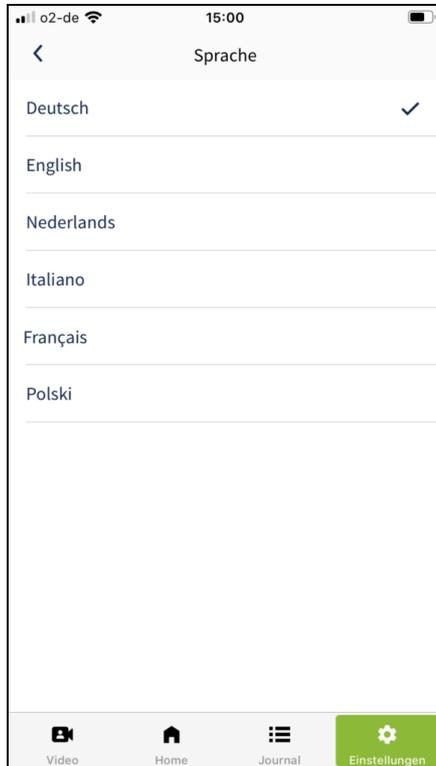 o2-de 15:00
Sprache
Deutsch
English
Nederlands
Italiano
Français
Polski
Video Home Journal Einstellungen